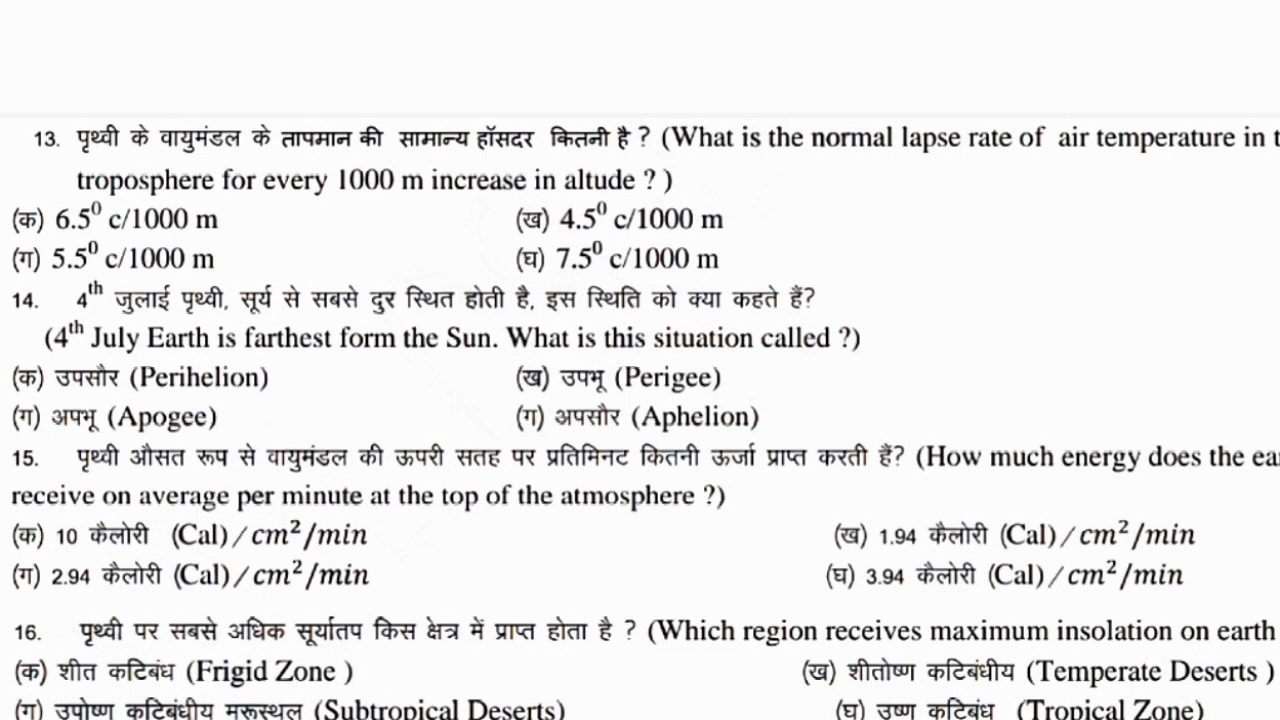 13. पृथ्वी के वायुमंडल के तापमान की सामान्य हॉसदर कितनी है ? (What is the normal lapse rate of air temperature in
troposphere for every 1000 m increase in altude ? )
(क) 6.5⁰ c/1000 m (ख) 4.5⁰ c/1000 m
(ग) 5.5⁰ c/1000 m (घ) 7.5⁰ c/1000 m
14. 4th जुलाई पृथ्वी, सूर्य से सबसे दुर स्थित होती है, इस स्थिति को क्या कहते हैं?
(4th July Earth is farthest form the Sun. What is this situation called ?)
(क) उपसौर (Perihelion) (ख) उपभू (Perigee)
(ग) अपभू (Apogee) (ग) अपसौर (Aphelion)
15. पृथ्वी औसत रूप से वायुमंडल की ऊपरी सतह पर प्रतिमिनट कितनी ऊर्जा प्राप्त करती हैं? (How much energy does the
receive on average per minute at the top of the atmosphere ?)
(क) 10 कैलोरी (Cal)/cm²/min (ख) 1.94 कैलोरी (Cal)/cm²/min
(ग) 2.94 कैलोरी (Cal)/cm²/min (घ) 3.94 कैलोरी (Cal)/cm²/min
16. पृथ्वी पर सबसे अधिक सूर्यातप किस क्षेत्र में प्राप्त होता है ? (Which region receives maximum insolation on earth
(क) शीत कटिबंध (Frigid Zone ) (ख) शीतोष्ण कटिबंधीय (Temperate Deserts )
(ग) उपोष्ण कटिबंधीय मरूस्थल (Subtropical Deserts) (घ) उष्ण कटिबंध (Tropical Zone)